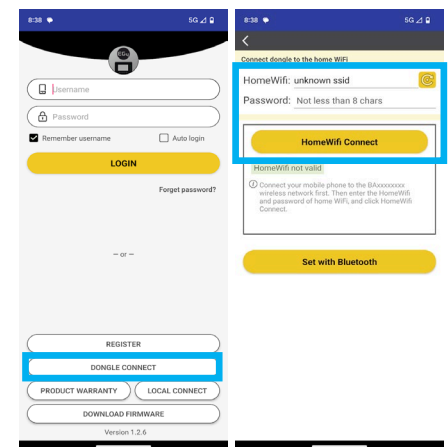 8:38
5G
EG4
Username
Password
Remember username
Auto login
LOGIN
Forget password?
— or —
REGISTER
DONGLE CONNECT
PRODUCT WARRANTY
LOCAL CONNECT
DOWNLOAD FIRMWARE
Version 1.2.6
8:38
5G
Connect dongle to the home WiFi
HomeWifi: unknown ssid
Password: Not less than 8 chars
HomeWifi Connect
HomeWifi not valid
Connect your mobile phone to the BAxxxxxxxx
wireless network first. Then enter the HomeWifi
and password of home WiFi, and click HomeWifi
Connect.
Set with Bluetooth